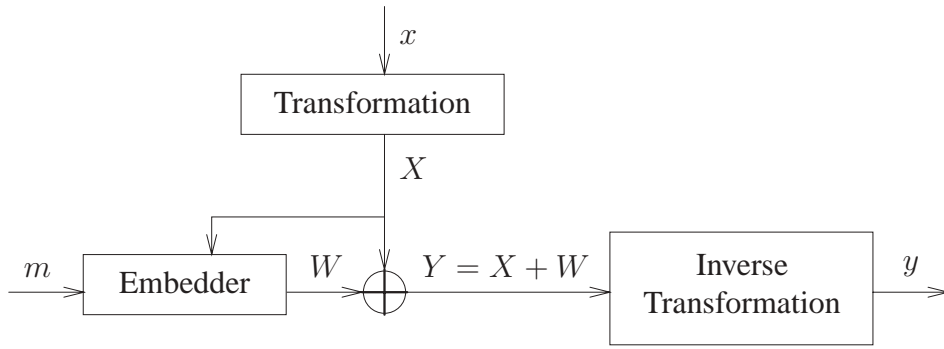 x
Transformation
X
m
Embedder
W
Y = X + W
Inverse
Transformation
y